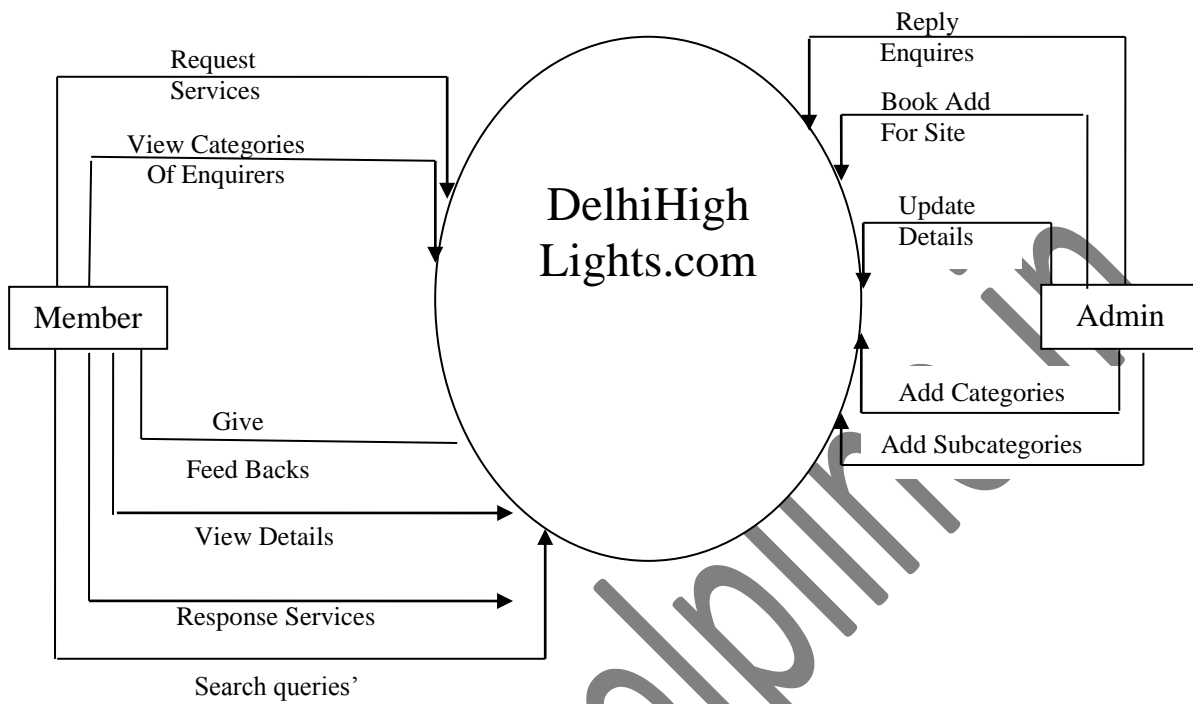 Request
Services
View Categories
Of Enquirers
Member
Give
Feed Backs
View Details
Response Services
Search queries’
DelhiHigh
Lights.com
Reply
Enquires
Book Add
For Site
Update
Details
Admin
Add Categories
Add Subcategories